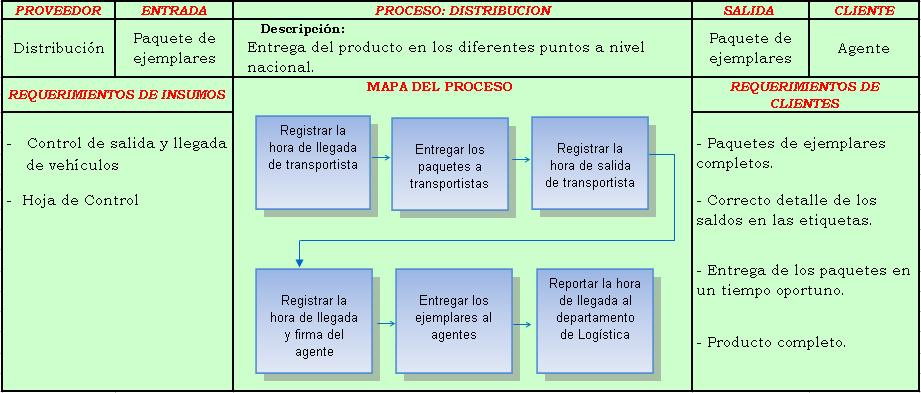 PROVEEDOR
ENTRADA
PROCESO: DISTRIBUCION
SALIDA
CLIENTE
Distribución
Paquete de
ejemplares
Descripción:
Entrega del producto en los diferentes puntos a nivel
nacional.
Paquete de
ejemplares
Agente
REQUERIMIENTOS DE INSUMOS
MAPA DEL PROCESO
REQUERIMIENTOS DE
CLIENTES
- Control de salida y llegada
de vehículos
- Hoja de Control
Registrar la
hora de llegada
de transportista
Entregar los
paquetes a
transportistas
Registrar la
hora de salida
de transportista
Registrar la
hora de llegada
y firma del
agente
Entregar los
ejemplares al
agentes
Reportar la hora
de llegada al
departamento
de Logística
- Paquetes de ejemplares
completos.
- Correcto detalle de los
saldos en las etiquetas.
- Entrega de los paquetes en
un tiempo oportuno.
- Producto completo.